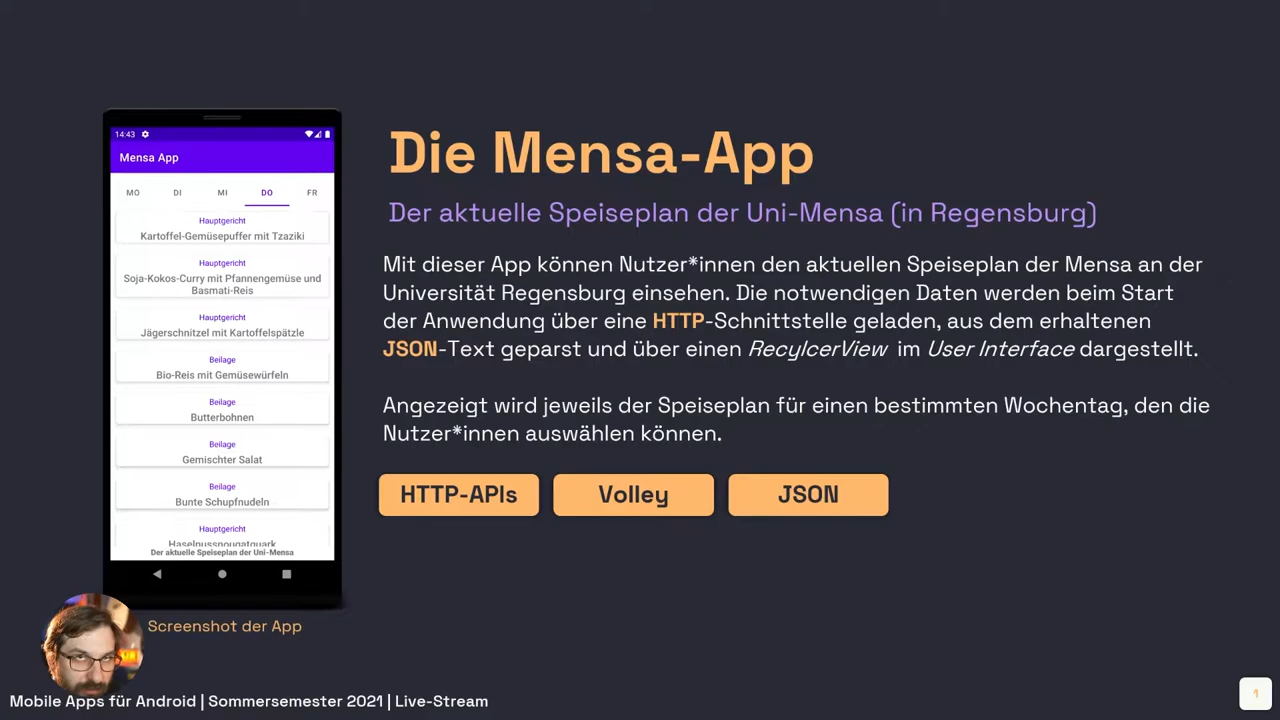 14:43
Mensa App
MO DI MI DO FR
Hauptgericht
Kartoffel-Gemüsepuffer mit Tzaziki
Hauptgericht
Soja-Kokos-Curry mit Pfannengemüse und
Basmati-Reis
Hauptgericht
Jägerschnitzel mit Kartoffelspätzle
Beilage
Bio-Reis mit Gemüsewürfeln
Beilage
Butterbohnen
Beilage
Gemischter Salat
Beilage
Bunte Schupfnudeln
Hauptgericht
Haselnussnougatquark
Der aktuelle Speiseplan der Uni-Mensa
Screenshot der App
Die Mensa-App
Der aktuelle Speiseplan der Uni-Mensa (in Regensburg)
Mit dieser App können Nutzer*innen den aktuellen Speiseplan der Mensa an der
Universität Regensburg einsehen. Die notwendigen Daten werden beim Start
der Anwendung über eine HTTP-Schnittstelle geladen, aus dem erhaltenen
JSON-Text geparst und über einen RecylcerView im User Interface dargestellt.
Angezeigt wird jeweils der Speiseplan für einen bestimmten Wochentag, den die
Nutzer*innen auswählen können.
HTTP-APIs Volley JSON
Mobile Apps für Android | Sommersemester 2021 | Live-Stream
1